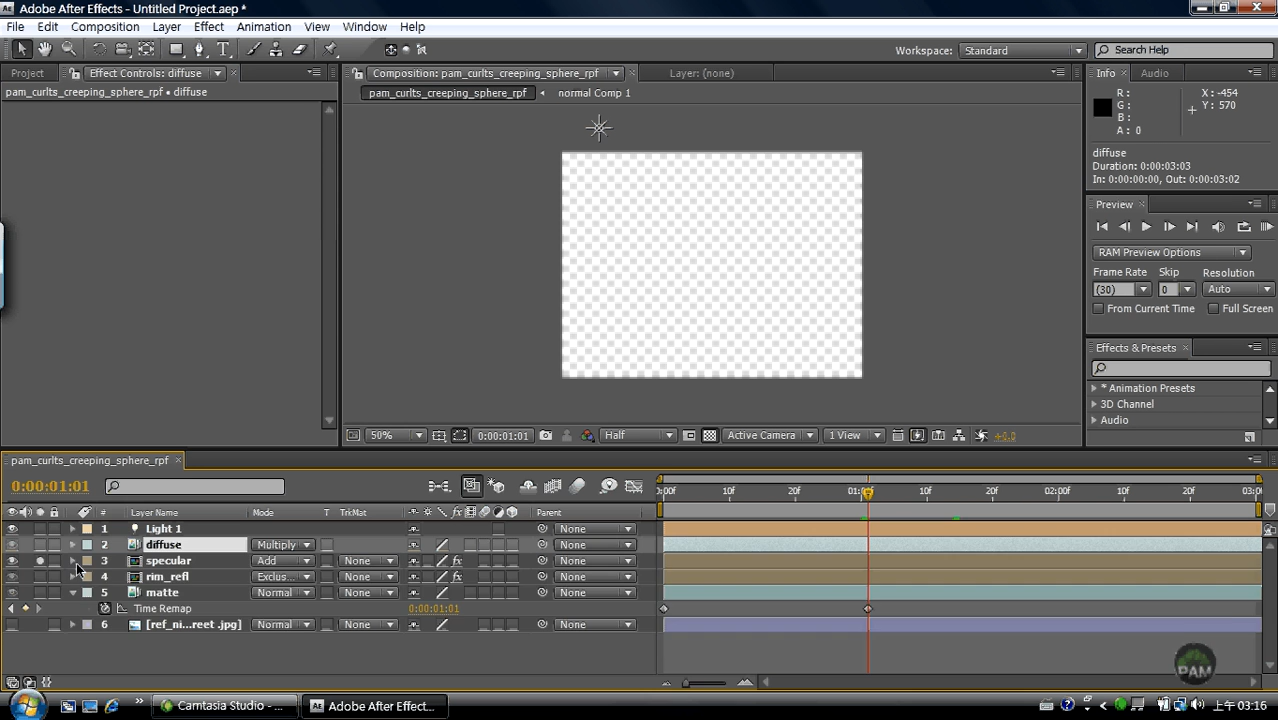 Adobe After Effects - Untitled Project.aep *
File Edit Composition Layer Effect Animation View Window Help
Workspace: Standard Search Help
Project Effect Controls: diffuse Composition: pam_curlts_creeping_sphere_rpf Layer: (none) Info Audio
pam_curlts_creeping_sphere_rpf • diffuse
pam_curlts_creeping_sphere_rpf normal Comp 1
R : X: -454
G : Y: 570
B :
A : 0
diffuse
Duration: 0:00:03:03
In: 0:00:00:00, Out: 0:00:03:02
Preview
RAM Preview Options
Frame Rate Skip Resolution
(30) 0 Auto
From Current Time Full Screen
Effects & Presets
* Animation Presets
3D Channel
Audio
50% 0:00:01:01 Half Active Camera 1 View +0.0
pam_curlts_creeping_sphere_rpf
0:00:01:01
0:00f 10f 20f 01:00f 10f 20f 02:00f 10f 20f 03:0
# Layer Name Mode T TrkMat Parent
1 Light 1 None
2 diffuse Multiply None
3 specular Add None None
4 rim_refl Exclus... None None
5 matte Normal None None
Time Remap 0:00:01:01
6 [ref_ni...reet .jpg] Normal None None
PAM
Camtasia Studio - ... Adobe After Effect... 上午 03:16